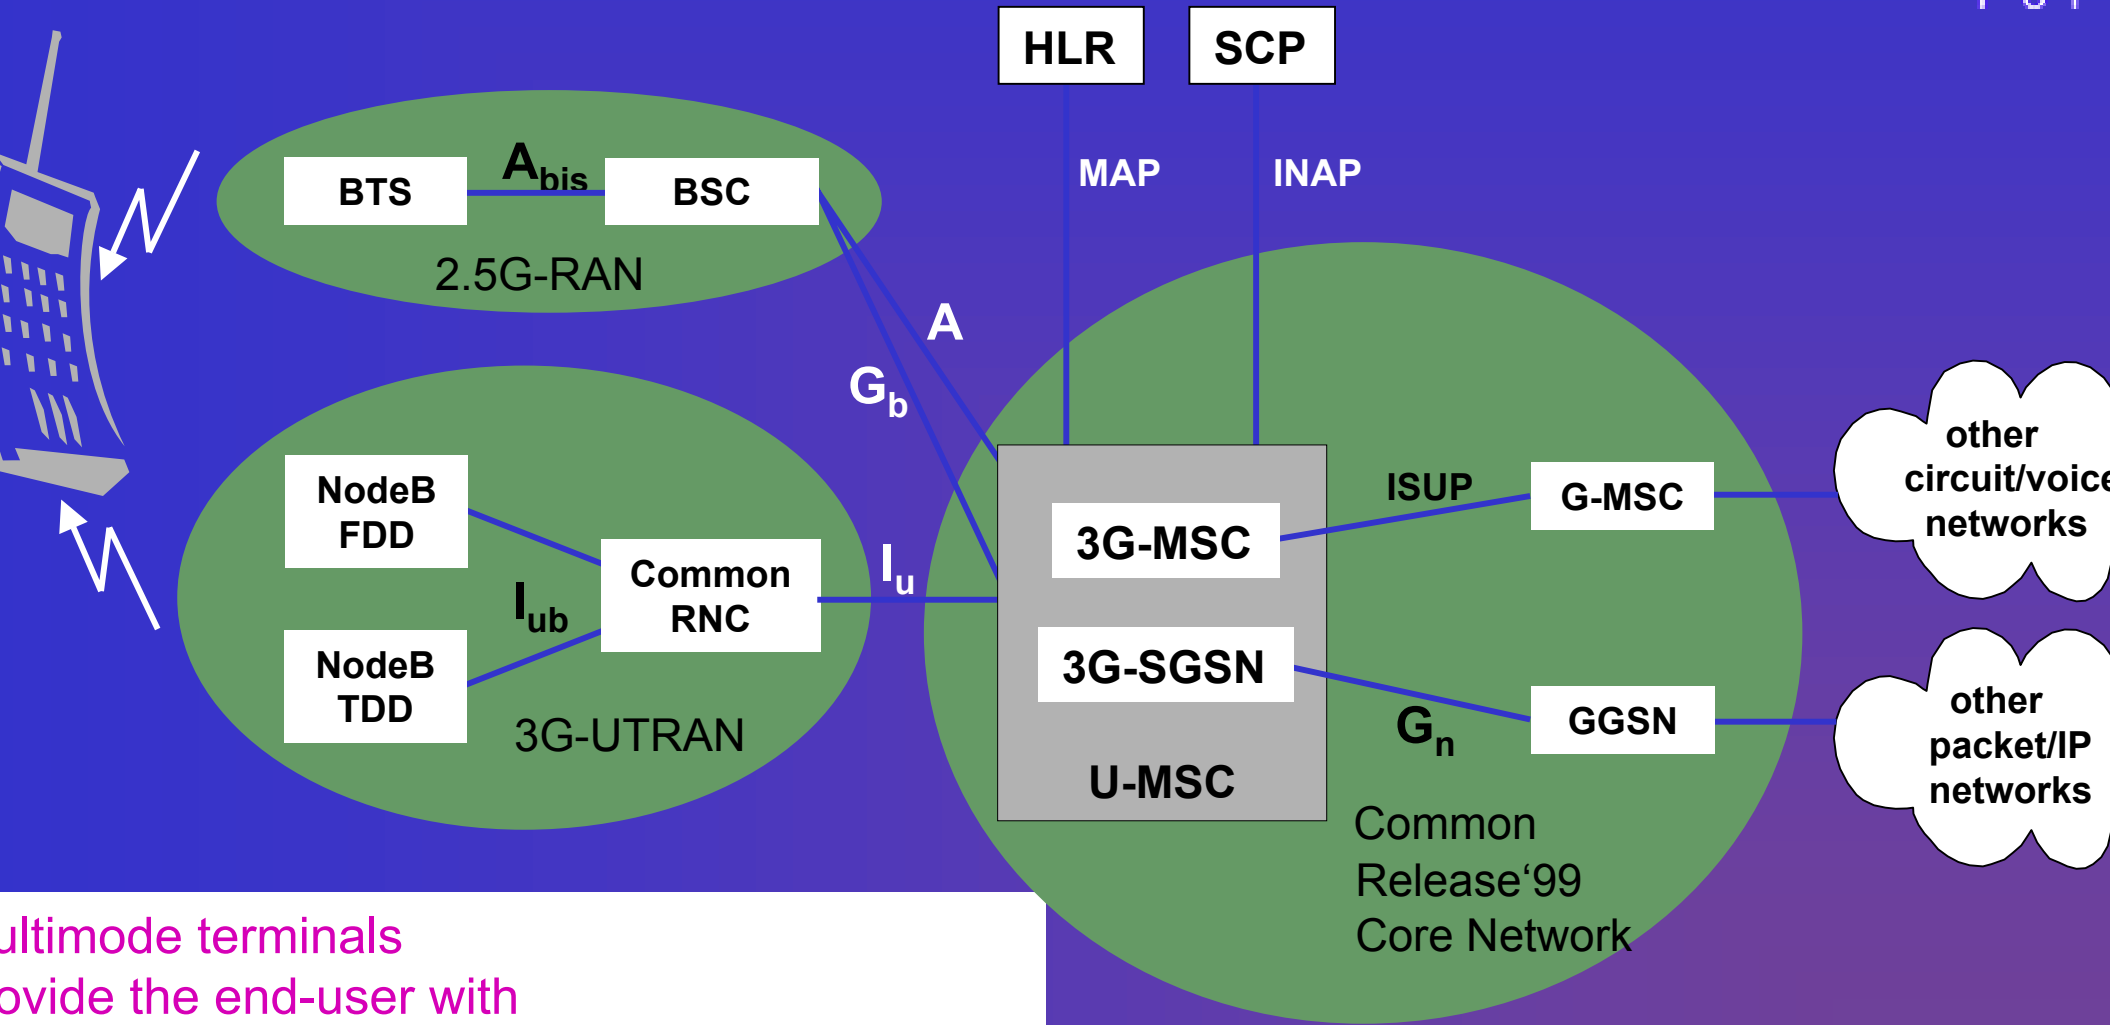 HLR
SCP
MAP
INAP
BTS
Abis
BSC
2.5G-RAN
A
Gb
NodeB
FDD
Iub
Common
RNC
Iu
NodeB
TDD
3G-UTRAN
3G-MSC
3G-SGSN
U-MSC
ISUP
G-MSC
Gn
GGSN
other
circuit/voice
networks
other
packet/IP
networks
Common
Release‘99
Core Network
ultimode terminals
ovide the end-user with